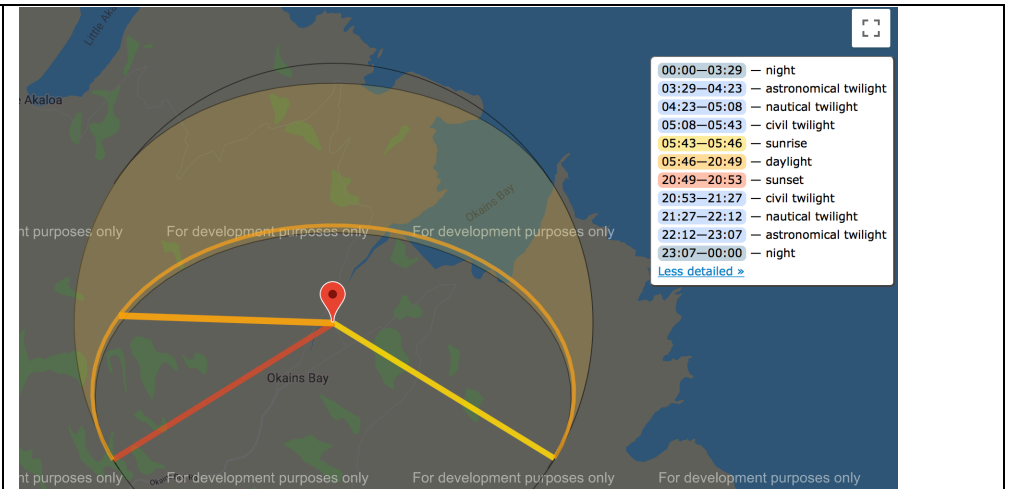 Little Ak
e Akaloa
Okains Bay
nt purposes only
For development purposes only
For development purposes only
Okains Bay
nt purposes only
For development purposes only
For development purposes only
For development purposes only
00:00—03:29 — night
03:29—04:23 — astronomical twilight
04:23—05:08 — nautical twilight
05:08—05:43 — civil twilight
05:43—05:46 — sunrise
05:46—20:49 — daylight
20:49—20:53 — sunset
20:53—21:27 — civil twilight
21:27—22:12 — nautical twilight
22:12—23:07 — astronomical twilight
23:07—00:00 — night
Less detailed »